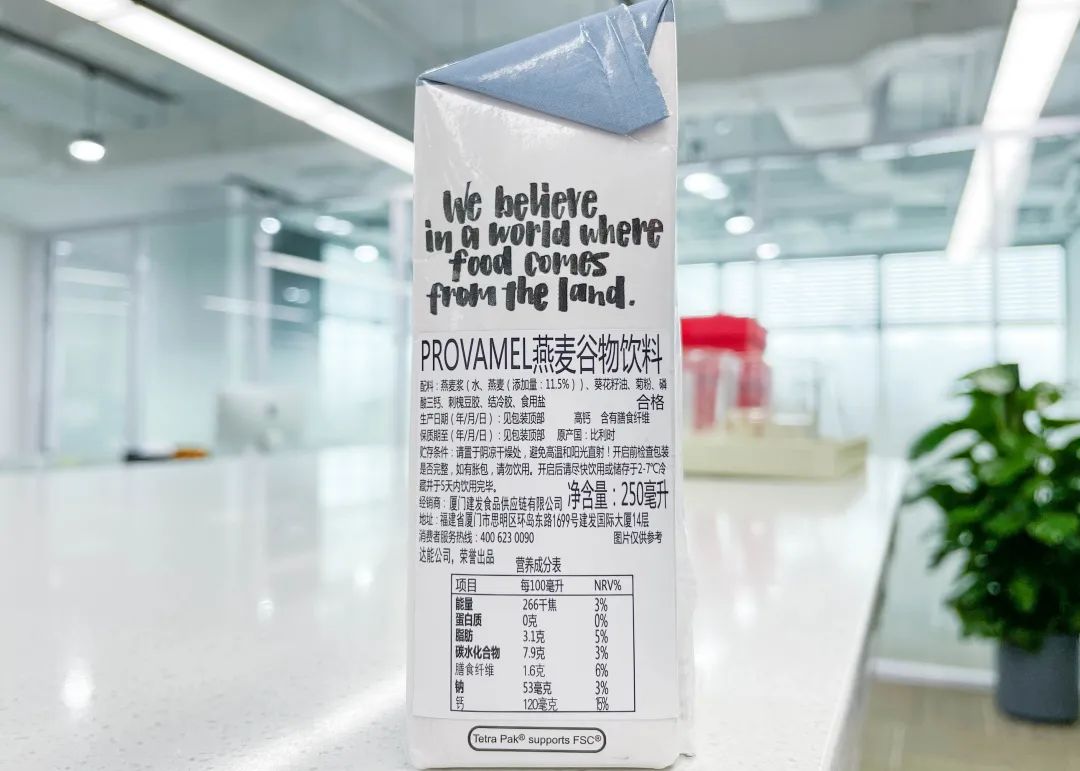 We believe
in a world where
food comes
from the land.
PROVAMEL燕麦谷物饮料
配料：燕麦浆（水、燕麦（添加量：11.5%））、葵花籽油、菊粉、磷
酸三钙、刺槐豆胶、结冷胶、食用盐 合格
生产日期（年/月/日）：见包装顶部 高钙 含有膳食纤维
保质期至（年/月/日）：见包装顶部 原产国：比利时
贮存条件：请置于阴凉干燥处，避免高温和阳光直射！开启前检查包装
是否完整，如有胀包，请勿饮用。开启后请尽快饮用或储存于2-7℃冷
藏并于5天内饮用完毕。 净含量：250毫升
经销商：厦门建发食品供应链有限公司
地址：福建省厦门市思明区环岛东路1699号建发国际大厦14层
消费者服务热线：400 623 0090 图片仅供参考
达能公司，荣誉出品
营养成分表
项目 每100毫升 NRV%
能量 266千焦 3%
蛋白质 0克 0%
脂肪 3.1克 5%
碳水化合物 7.9克 3%
膳食纤维 1.6克 6%
钠 53毫克 3%
钙 120毫克 15%
Tetra Pak® supports FSC®